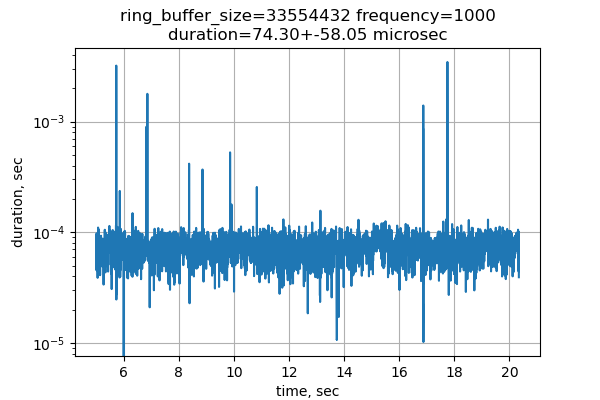 ring_buffer_size=33554432 frequency=1000
duration=74.30+-58.05 microsec
duration, sec
10⁻³
10⁻⁴
10⁻⁵
6 8 10 12 14 16 18 20
time, sec